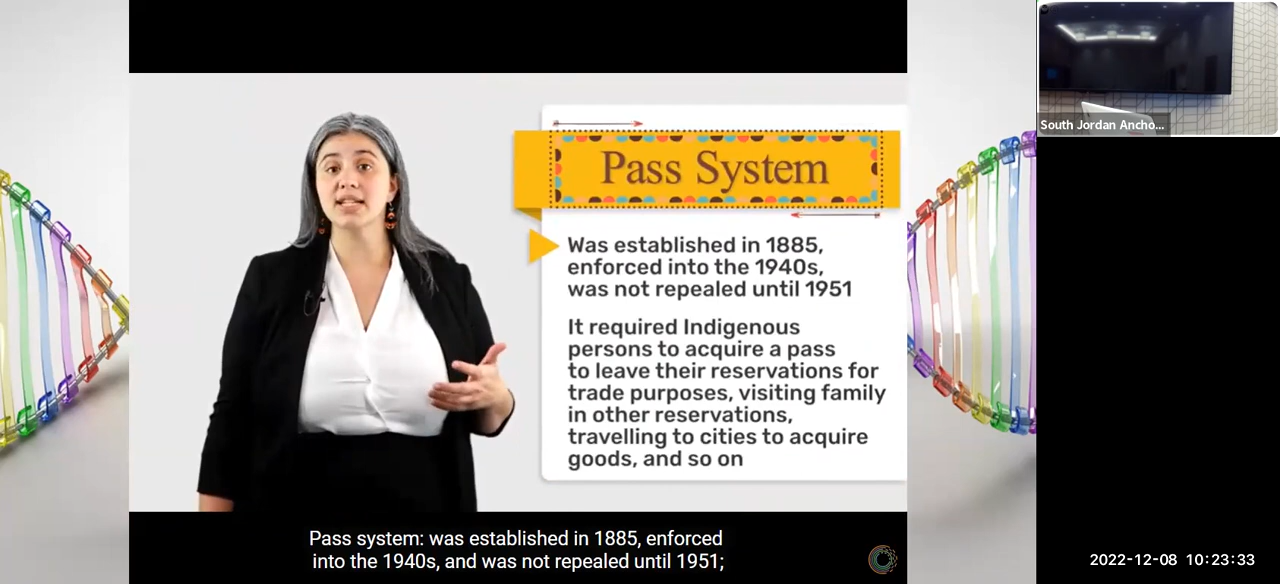 Pass System
Was established in 1885,
enforced into the 1940s,
was not repealed until 1951
It required Indigenous
persons to acquire a pass
to leave their reservations for
trade purposes, visiting family
in other reservations,
travelling to cities to acquire
goods, and so on
Pass system: was established in 1885, enforced
into the 1940s, and was not repealed until 1951;
South Jordan Ancho...
2022-12-08 10:23:33